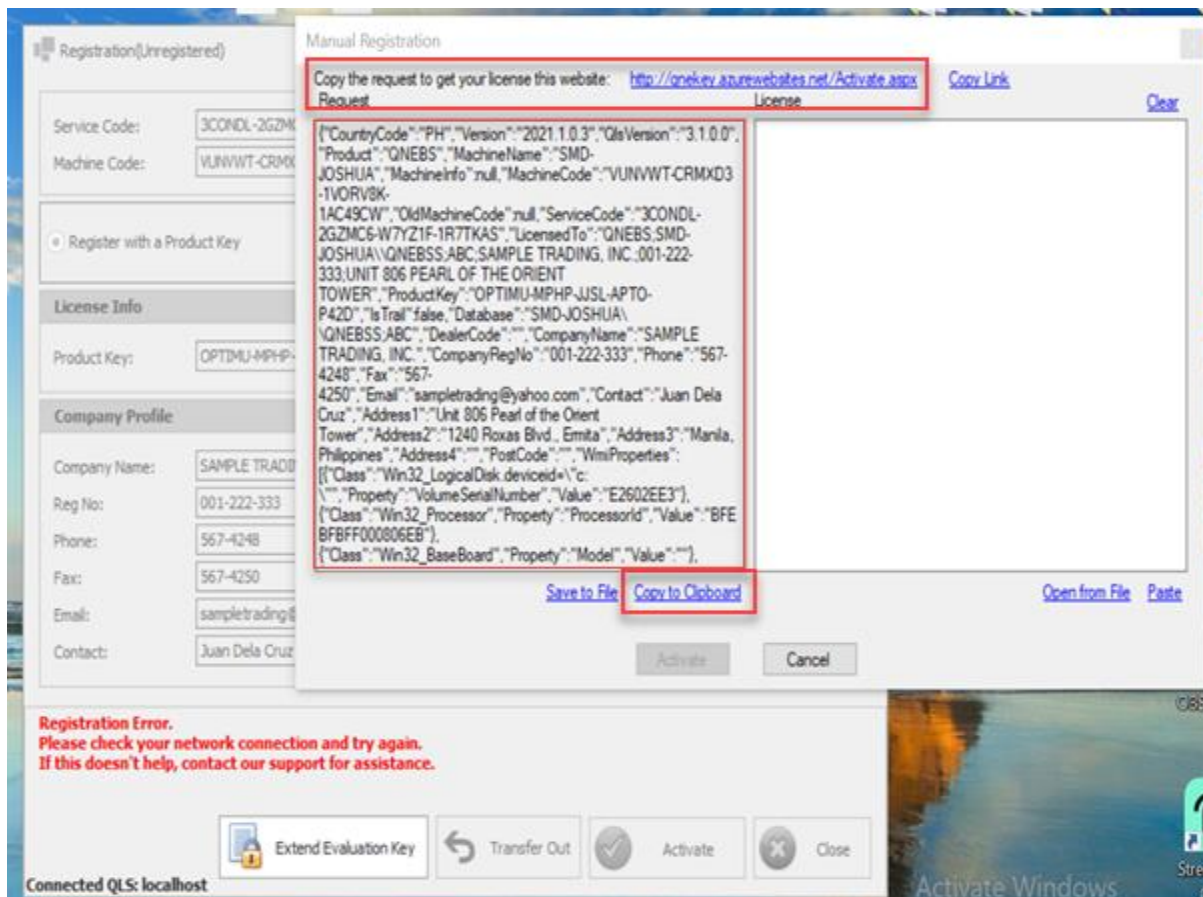 Registration(Unregistered)
Service Code:
3CONDL-2GZMC
Machine Code:
VUNVWT-CRMX
Register with a Product Key
License Info
Product Key:
OPTIMU-MPHP-
Company Profile
Company Name:
SAMPLE TRADI
Reg No:
001-222-333
Phone:
567-4248
Fax:
567-4250
Email:
sampletrading@
Contact:
Juan Dela Cruz
Manual Registration
Copy the request to get your license this website: http://qnekey.azurewebsites.net/Activate.aspx Copy Link
Request
License
Clear
{"CountryCode":"PH","Version":"2021.1.0.3","QlsVersion":"3.1.0.0",
"Product":"QNEBS","MachineName":"SMD-
JOSHUA","MachineInfo":null,"MachineCode":"VUNVWT-CRMXD3
-1VORV8K-
1AC49CW","OldMachineCode":null,"ServiceCode":"3CONDL-
2GZMC6-W7YZ1F-1R7TKAS","LicensedTo":"QNEBS;SMD-
JOSHUA\\QNEBSS;ABC;SAMPLE TRADING, INC.;001-222-
333;UNIT 806 PEARL OF THE ORIENT
TOWER","ProductKey":"OPTIMU-MPHP-JJSL-APTO-
P42D","IsTrail":false,"Database":"SMD-JOSHUA\
\QNEBSS;ABC","DealerCode":"","CompanyName":"SAMPLE
TRADING, INC.","CompanyRegNo":"001-222-333","Phone":"567-
4248","Fax":"567-
4250","Email":"sampletrading@yahoo.com","Contact":"Juan Dela
Cruz","Address1":"Unit 806 Pearl of the Orient
Tower","Address2":"1240 Roxas Blvd., Ermita","Address3":"Manila,
Philippines","Address4":"","PostCode":"","WmiProperties":
[{"Class":"Win32_LogicalDisk.deviceid=\"c:
\"","Property":"VolumeSerialNumber","Value":"E2602EE3"},
{"Class":"Win32_Processor","Property":"ProcessorId","Value":"BFE
BFBFF000806EB"},
{"Class":"Win32_BaseBoard","Property":"Model","Value":""},
Save to File
Copy to Clipboard
Open from File
Paste
Activate
Cancel
Registration Error.
Please check your network connection and try again.
If this doesn't help, contact our support for assistance.
Extend Evaluation Key
Transfer Out
Activate
Close
Connected QLS: localhost
Activate Windows